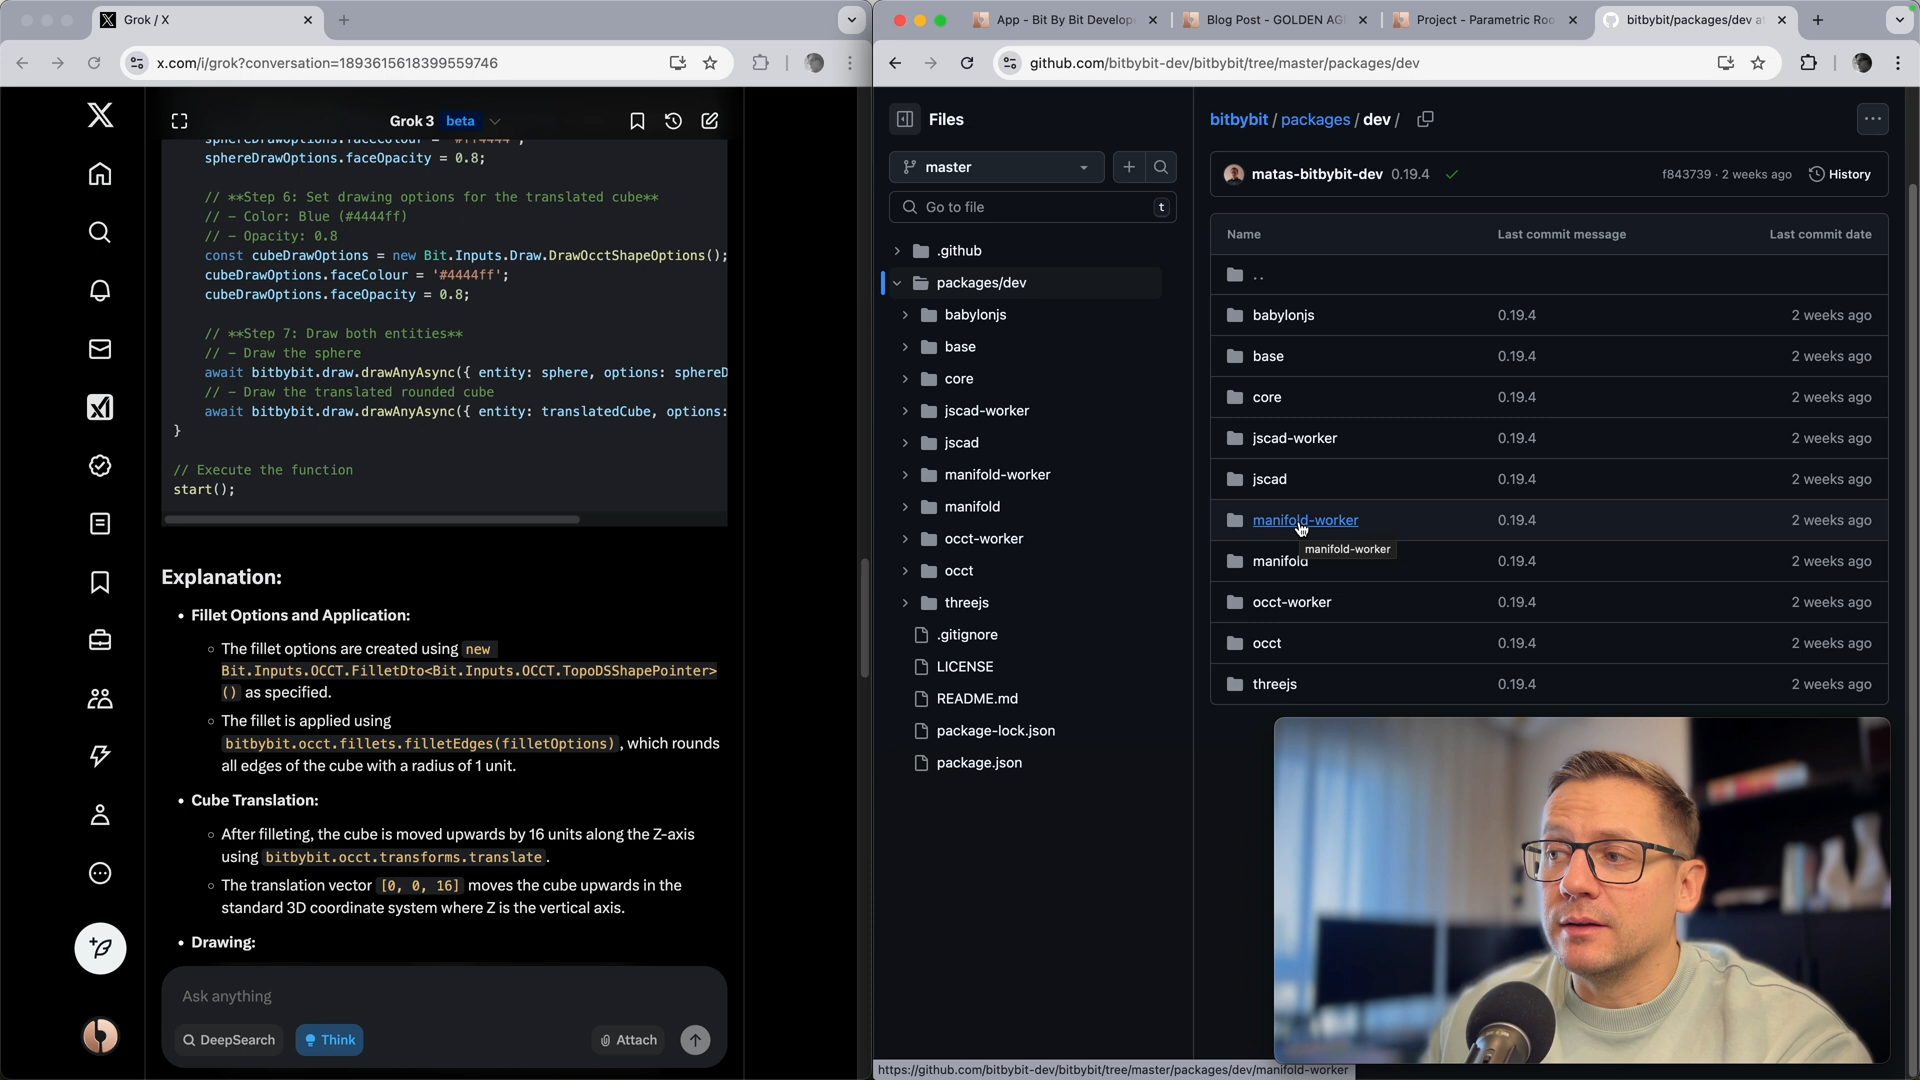 Grok / X
x.com/i/grok?conversation=1893615618399559746
Grok 3 beta
sphereDrawOptions.faceColour = '#ff4444';
sphereDrawOptions.faceOpacity = 0.8;
// **Step 6: Set drawing options for the translated cube**
// - Color: Blue (#4444ff)
// - Opacity: 0.8
const cubeDrawOptions = new Bit.Inputs.Draw.DrawOcctShapeOptions();
cubeDrawOptions.faceColour = '#4444ff';
cubeDrawOptions.faceOpacity = 0.8;
// **Step 7: Draw both entities**
// - Draw the sphere
await bitbybit.draw.drawAnyAsync({ entity: sphere, options: sphereD
// - Draw the translated rounded cube
await bitbybit.draw.drawAnyAsync({ entity: translatedCube, options:
}
// Execute the function
start();
Explanation:
• Fillet Options and Application:
○ The fillet options are created using new
Bit.Inputs.OCCT.FilletDto<Bit.Inputs.OCCT.TopoDSShapePointer>
() as specified.
○ The fillet is applied using
bitbybit.occt.fillets.filletEdges(filletOptions), which rounds
all edges of the cube with a radius of 1 unit.
• Cube Translation:
○ After filleting, the cube is moved upwards by 16 units along the Z-axis
using bitbybit.occt.transforms.translate.
○ The translation vector [0, 0, 16] moves the cube upwards in the
standard 3D coordinate system where Z is the vertical axis.
• Drawing:
Ask anything
DeepSearch
Think
Attach
App - Bit By Bit Develop
Blog Post - GOLDEN AG
Project - Parametric Roo
bitbybit/packages/dev a
github.com/bitbybit-dev/bitbybit/tree/master/packages/dev
Files
master
Go to file
t
.github
packages/dev
babylonjs
base
core
jscad-worker
jscad
manifold-worker
manifold
occt-worker
occt
threejs
.gitignore
LICENSE
README.md
package-lock.json
package.json
bitbybit / packages / dev /
matas-bitbybit-dev 0.19.4
f843739 · 2 weeks ago
History
Name Last commit message Last commit date
..
babylonjs 0.19.4 2 weeks ago
base 0.19.4 2 weeks ago
core 0.19.4 2 weeks ago
jscad-worker 0.19.4 2 weeks ago
jscad 0.19.4 2 weeks ago
manifold-worker 0.19.4 2 weeks ago
manifold-worker
manifold 0.19.4 2 weeks ago
occt-worker 0.19.4 2 weeks ago
occt 0.19.4 2 weeks ago
threejs 0.19.4 2 weeks ago
https://github.com/bitbybit-dev/bitbybit/tree/master/packages/dev/manifold-worker